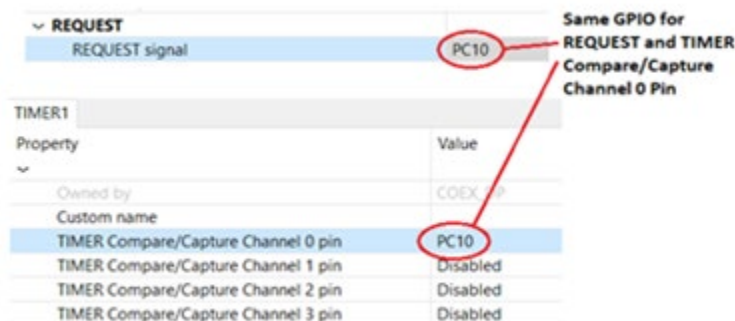 REQUEST
REQUEST signal PC10
Same GPIO for
REQUEST and TIMER
Compare/Capture
Channel 0 Pin
TIMER1
Property Value
Owned by COEX_DP
Custom name
TIMER Compare/Capture Channel 0 pin PC10
TIMER Compare/Capture Channel 1 pin Disabled
TIMER Compare/Capture Channel 2 pin Disabled
TIMER Compare/Capture Channel 3 pin Disabled